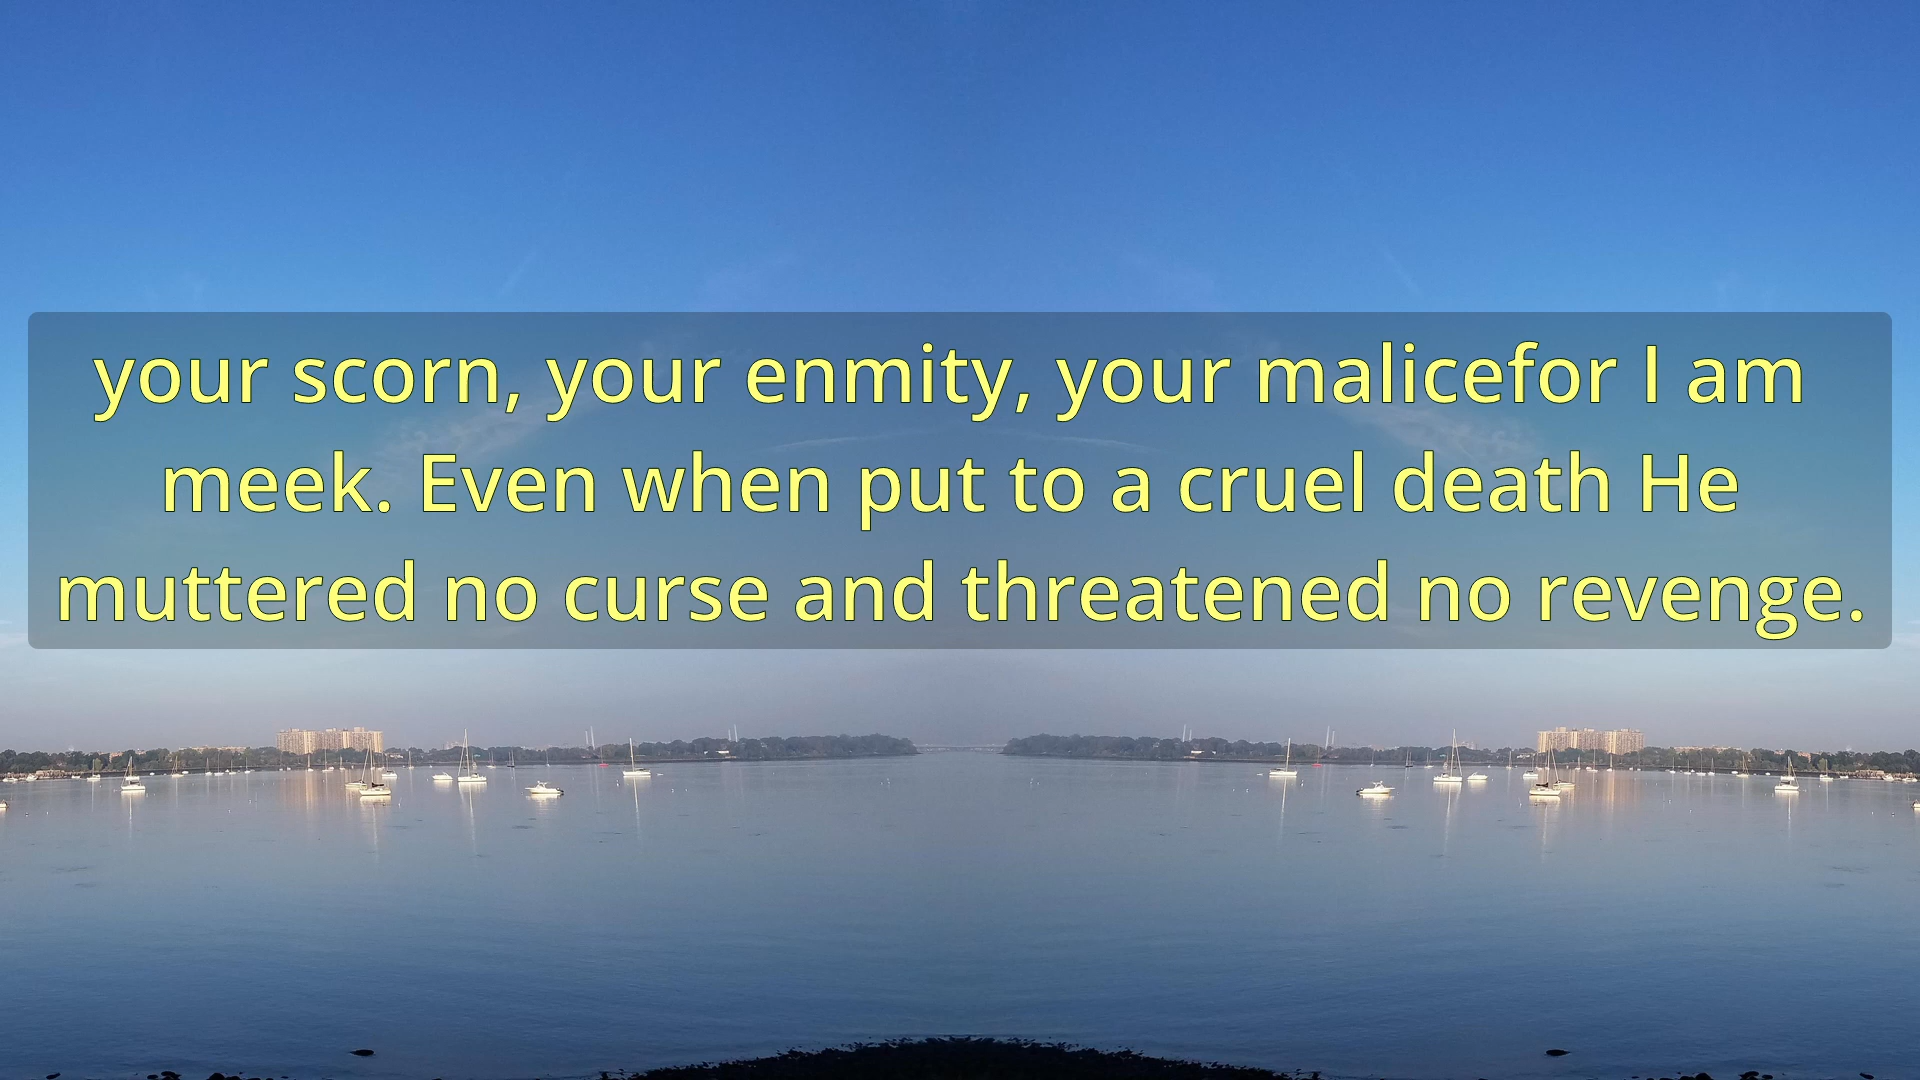 your scorn, your enmity, your malicefor I am
meek. Even when put to a cruel death He
muttered no curse and threatened no revenge.